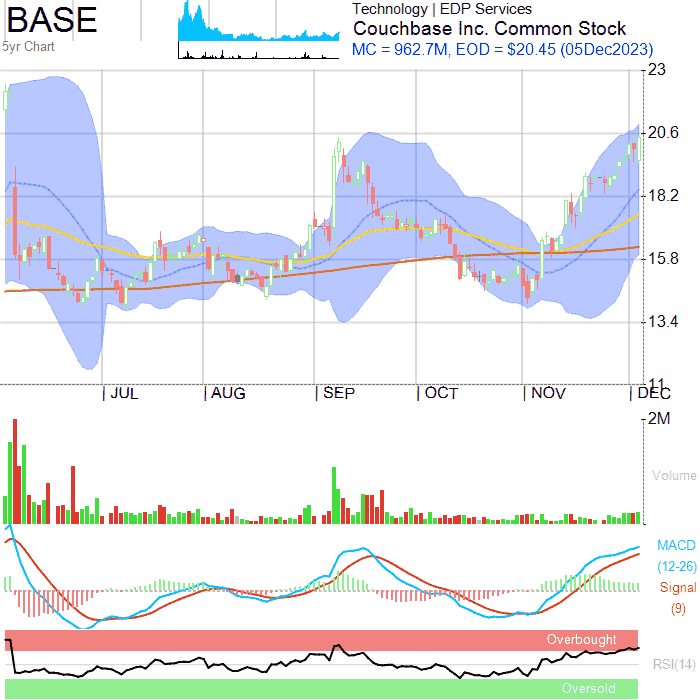 BASE
5yr Chart
Technology | EDP Services
Couchbase Inc. Common Stock
MC = 962.7M, EOD = $20.45 (05Dec2023)
23
20.6
18.2
15.8
13.4
11
JUL AUG SEP OCT NOV DEC
2M
Volume
MACD
(12-26)
Signal
(9)
Overbought
RSI(14)
Oversold